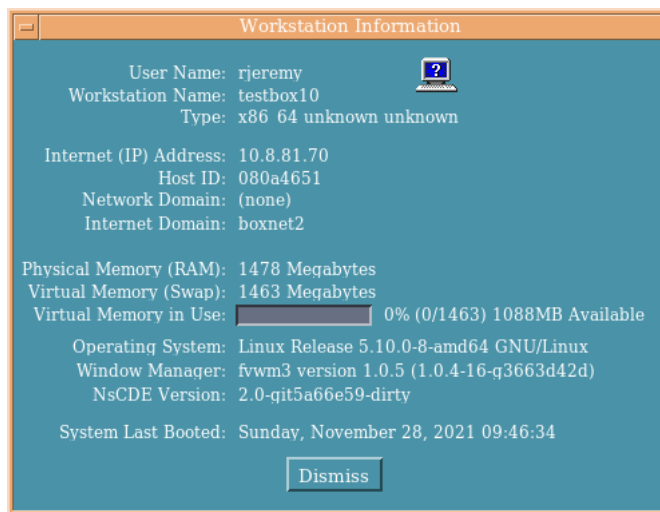 Workstation Information
User Name: rjeremy
Workstation Name: testbox10
Type: x86_64 unknown unknown
Internet (IP) Address: 10.8.81.70
Host ID: 080a4651
Network Domain: (none)
Internet Domain: boxnet2
Physical Memory (RAM): 1478 Megabytes
Virtual Memory (Swap): 1463 Megabytes
Virtual Memory in Use: 0% (0/1463) 1088MB Available
Operating System: Linux Release 5.10.0-8-amd64 GNU/Linux
Window Manager: fvwm3 version 1.0.5 (1.0.4-16-g3663d42d)
NsCDE Version: 2.0-git5a66e59-dirty
System Last Booted: Sunday, November 28, 2021 09:46:34
Dismiss